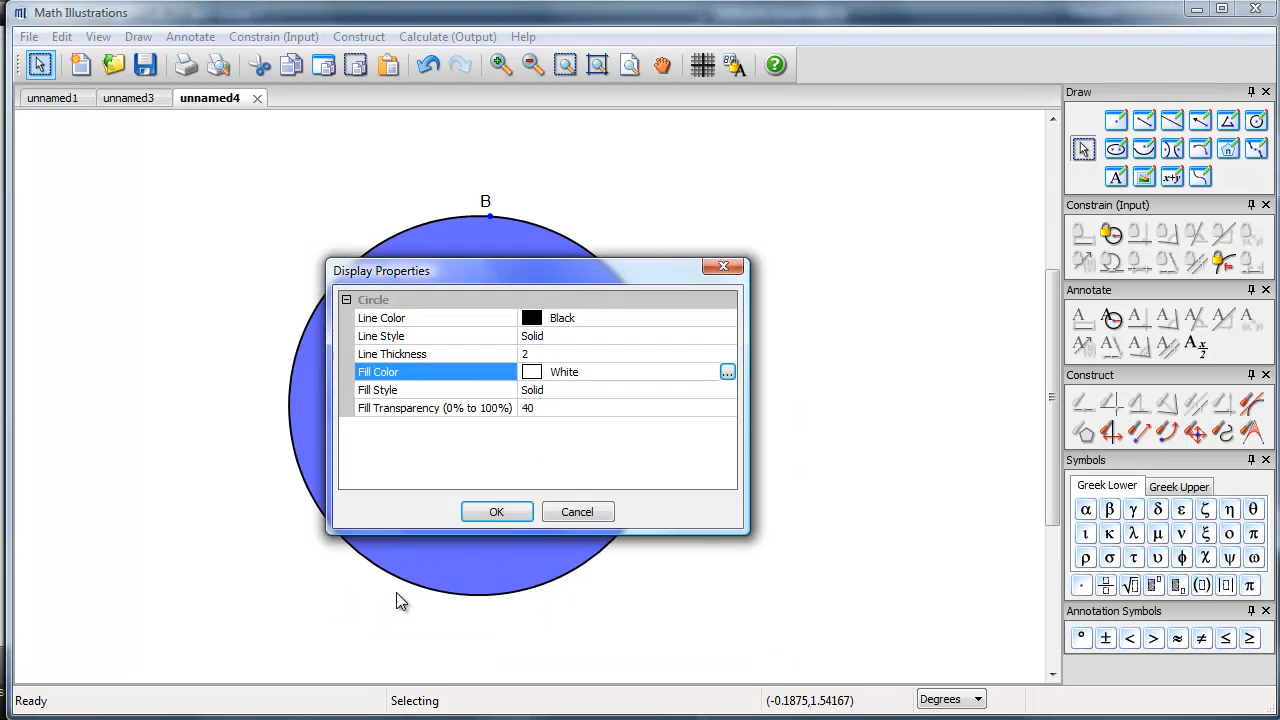 Math Illustrations
File Edit View Draw Annotate Constrain (Input) Construct Calculate (Output) Help
unnamed1 unnamed3 unnamed4
B
Display Properties
Circle
Line Color Black
Line Style Solid
Line Thickness 2
Fill Color White ...
Fill Style Solid
Fill Transparency (0% to 100%) 40
OK Cancel
Draw
A x+y
Constrain (Input)
Annotate
Construct
Symbols
Greek Lower Greek Upper
α β γ δ ε ζ η θ
ι κ λ μ ν ξ ο π
ρ σ τ υ φ χ ψ ω
π
Annotation Symbols
° ± < > ≈ ≠ ≤ ≥
Ready Selecting (-0.1875,1.54167) Degrees